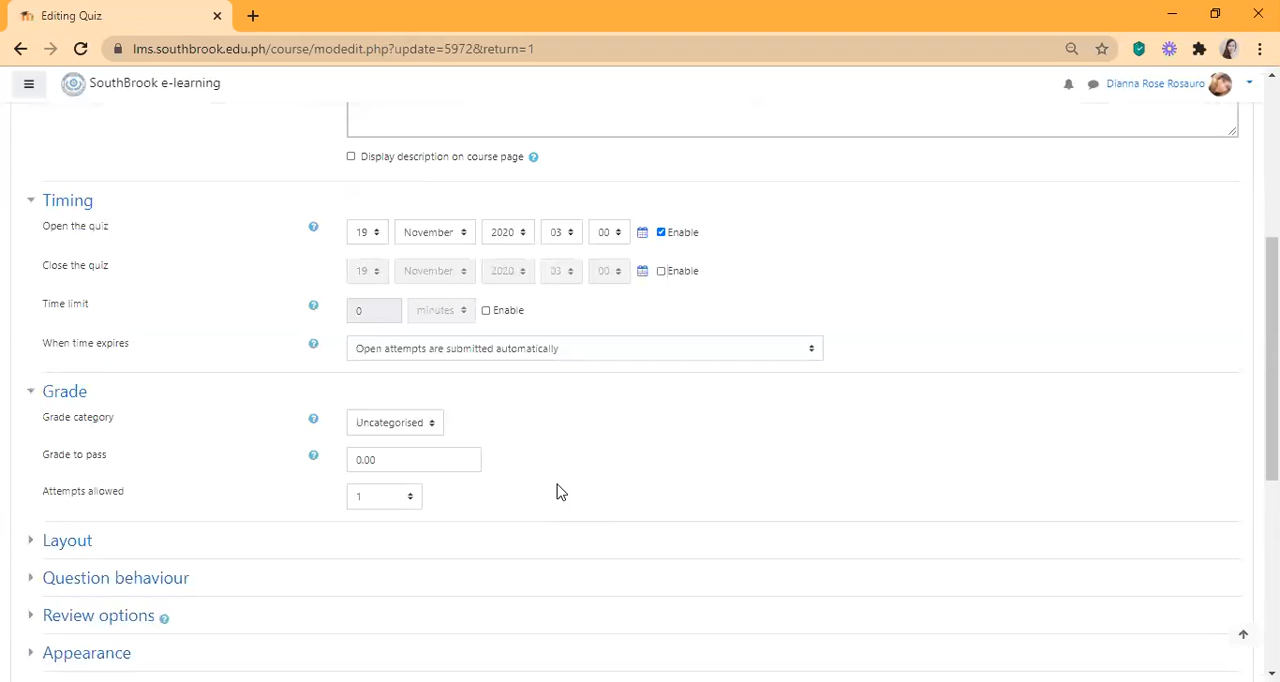 Editing Quiz
lms.southbrook.edu.ph/course/modedit.php?update=5972&return=1
SouthBrook e-learning
Dianna Rose Rosauro
Display description on course page
Timing
Open the quiz
19 November 2020 03 00 Enable
Close the quiz
19 November 2020 03 00 Enable
Time limit
0 minutes Enable
When time expires
Open attempts are submitted automatically
Grade
Grade category
Uncategorised
Grade to pass
0.00
Attempts allowed
1
Layout
Question behaviour
Review options
Appearance